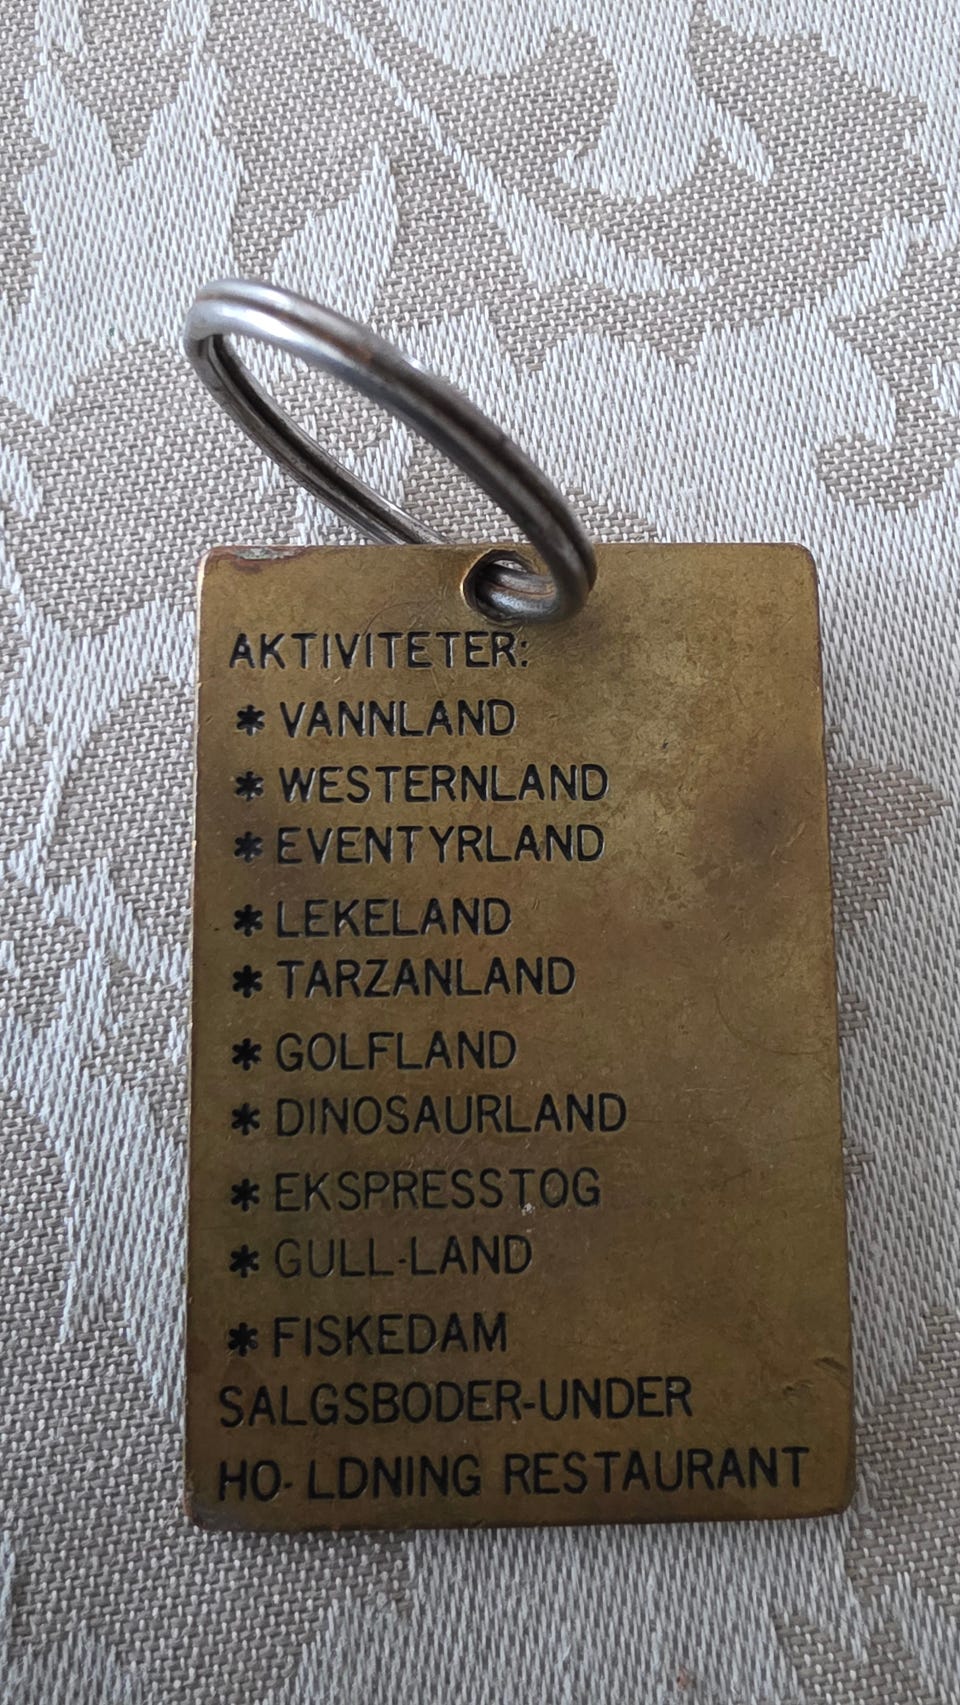 AKTIVITETER:
* VANNLAND
* WESTERNLAND
* EVENTYRLAND
* LEKELAND
* TARZANLAND
* GOLFLAND
* DINOSAURLAND
* EKSPRESSTOG
* GULL-LAND
* FISKEDAM
SALGSBODER-UNDER
HO- LDNING RESTAURANT